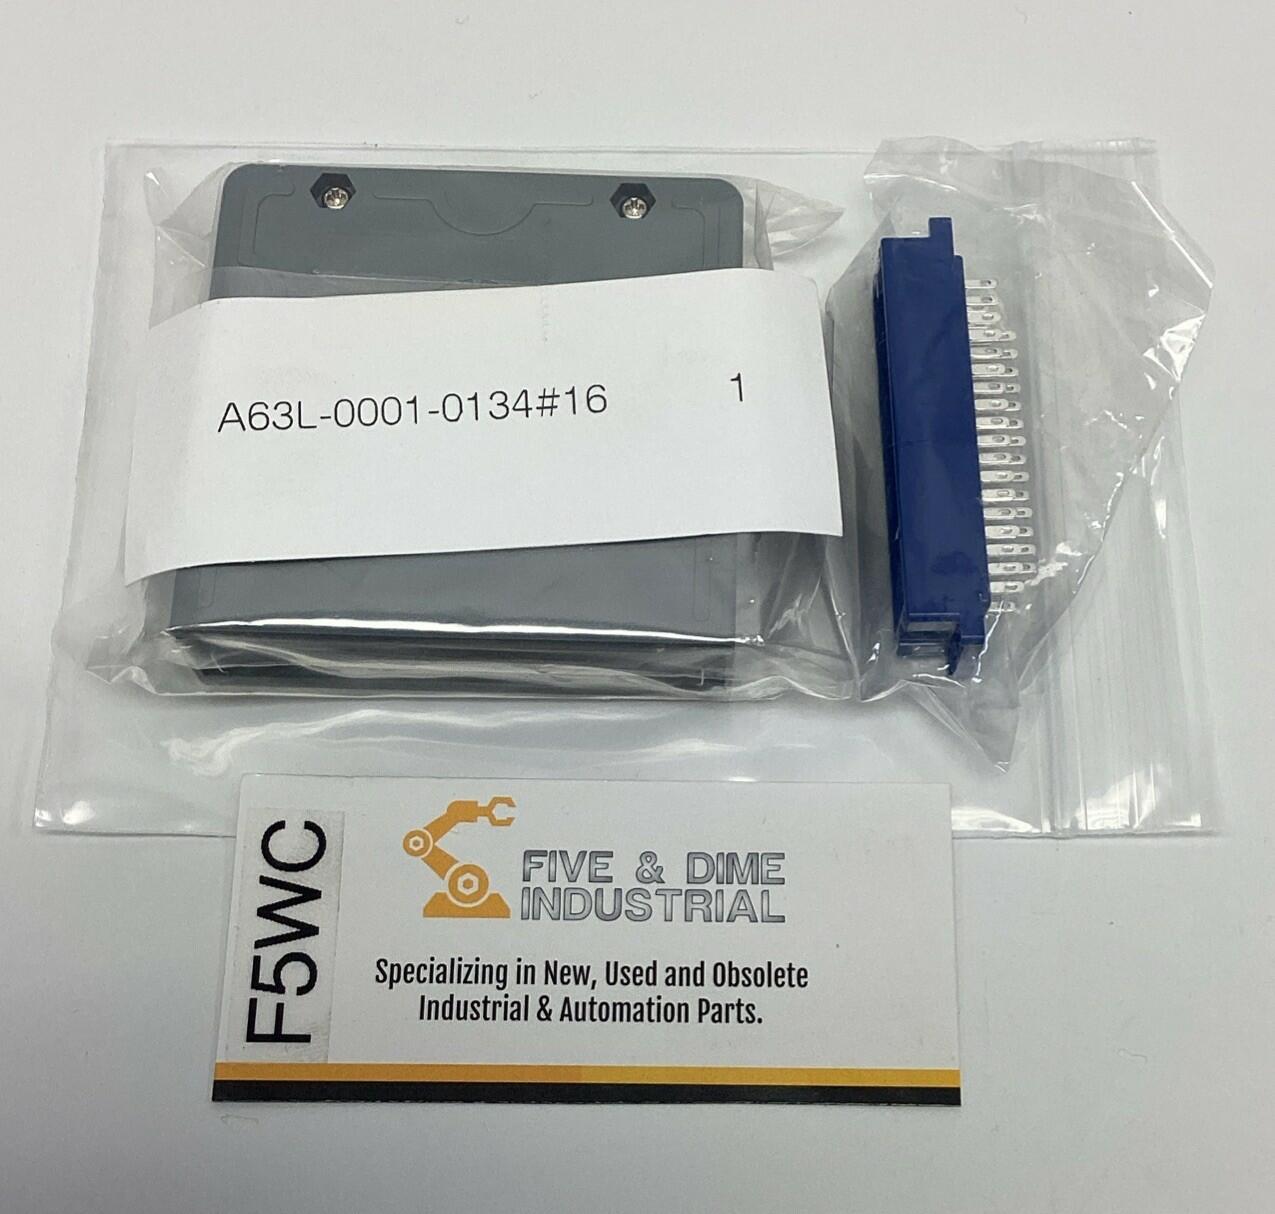 A63L-0001-0134#16 1
F5WC
FIVE & DIME
INDUSTRIAL
Specializing in New, Used and Obsolete
Industrial & Automation Parts.